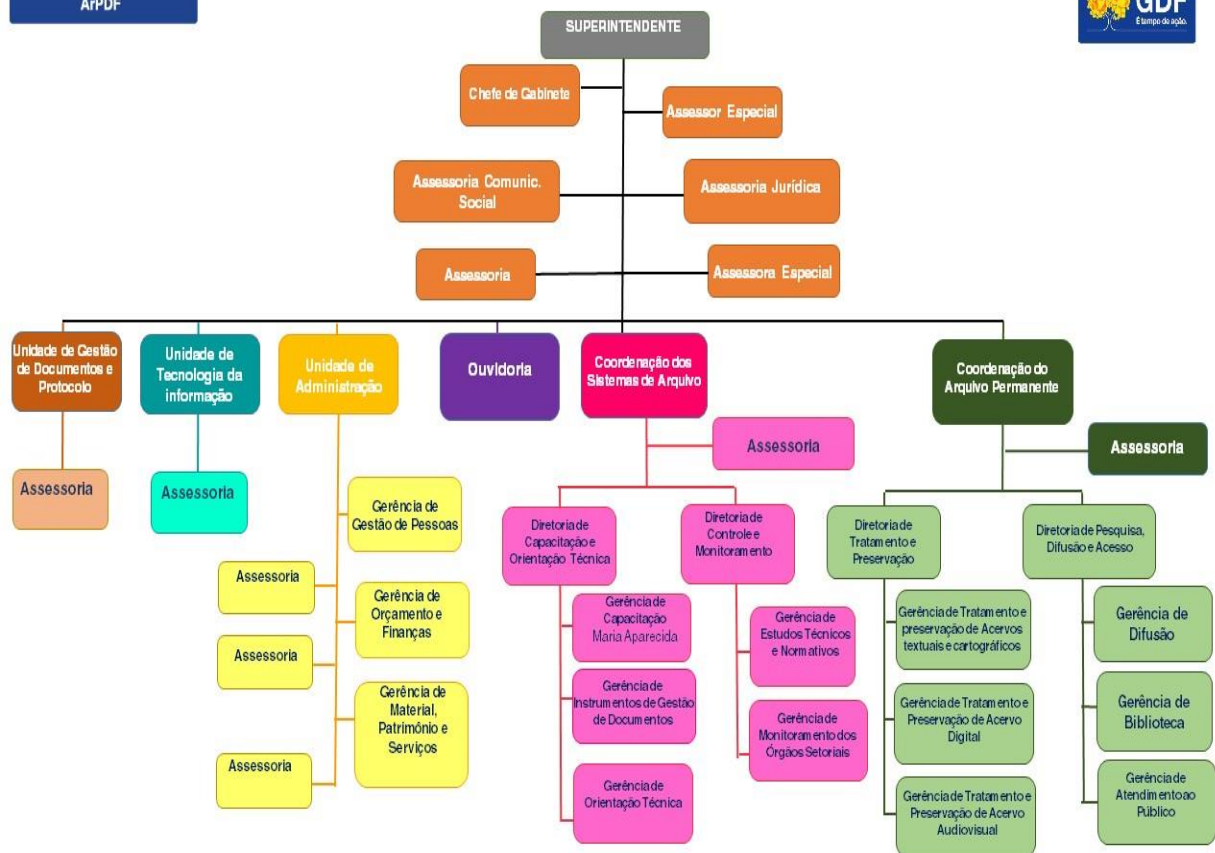 ArPDF
GDF
É tempo de ação.
SUPERINTENDENTE
Chefe de Gabinete
Assessor Especial
Assessoria Comunic.
Social
Assessoria Jurídica
Assessoria
Assessora Especial
Unidade de Gestão
de Documentos e
Protocolo
Unidade de
Tecnologia da
informação
Unidade de
Administração
Ouvidoria
Coordenação dos
Sistemas de Arquivo
Coordenação do
Arquivo Permanente
Assessoria
Assessoria
Assessoria
Assessoria
Gerência de
Gestão de Pessoas
Assessoria
Gerência de
Orçamento e
Finanças
Assessoria
Gerência de
Material,
Patrimônio e
Serviços
Assessoria
Diretoria de
Capacitação e
Orientação Técnica
Diretoria de
Controle e
Monitoramento
Gerência de
Capacitação
Maria Aparecida
Gerência de
Instrumentos de Gestão
de Documentos
Gerência de
Orientação Técnica
Gerência de
Estudos Técnicos
e Normativos
Gerência de
Monitoramento dos
Órgãos Setoriais
Diretoria de
Tratamento e
Preservação
Diretoria de Pesquisa,
Difusão e Acesso
Gerência de Tratamento e
preservação de Acervos
textuais e cartográficos
Gerência de Tratamento e
Preservação de Acervo
Digital
Gerência de Tratamento e
Preservação de Acervo
Audiovisual
Gerência de
Difusão
Gerência de
Biblioteca
Gerência de
Atendimento ao
Público